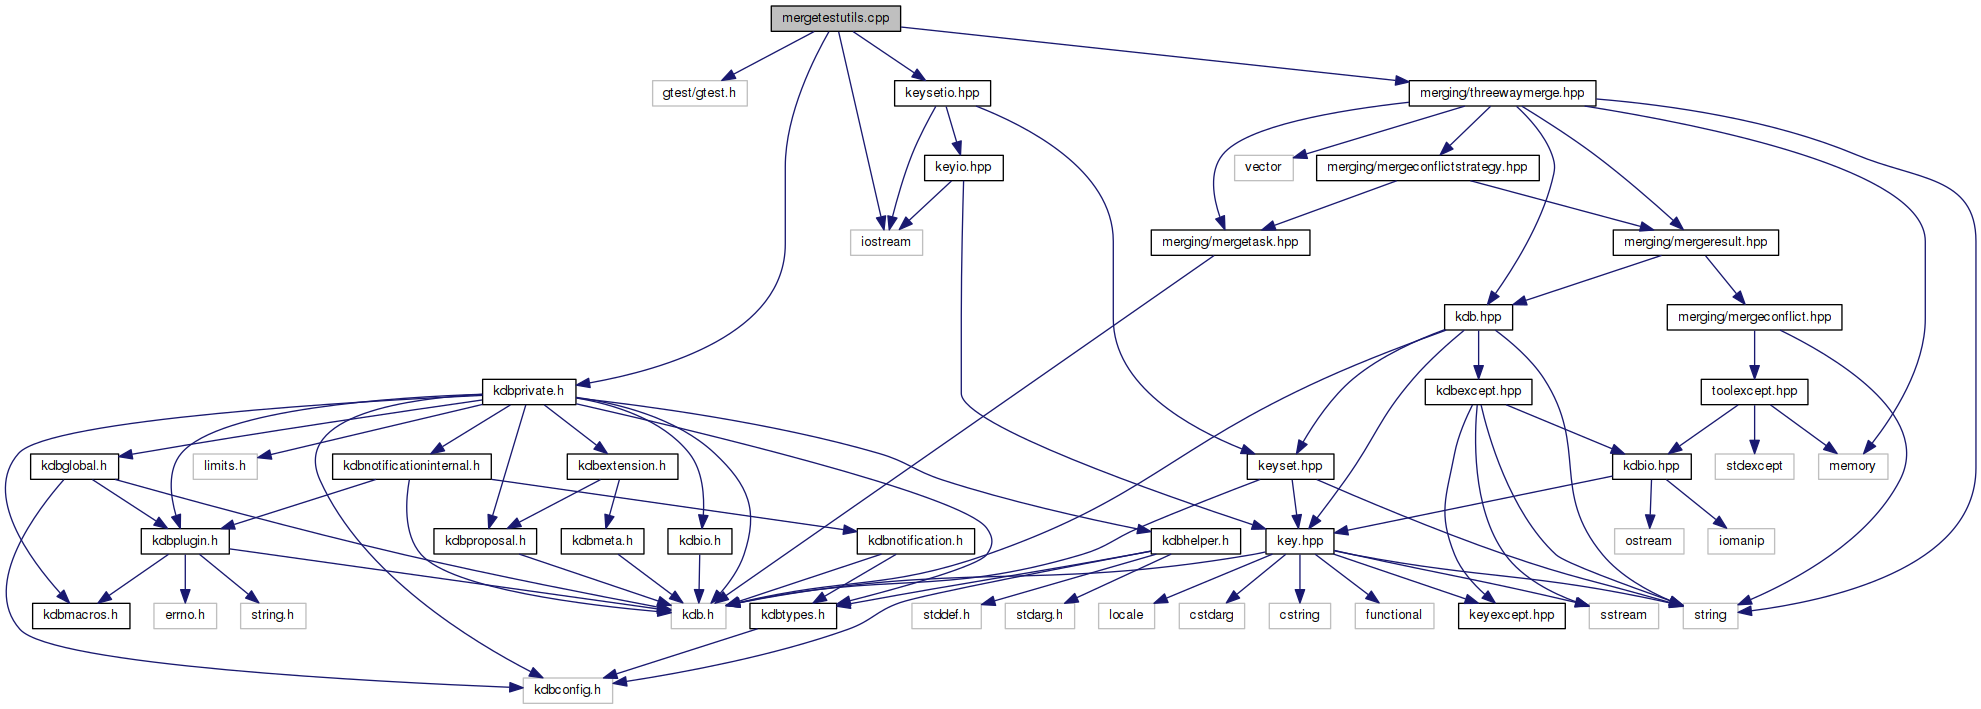 mergetestutils.cpp
gtest/gtest.h
keysetio.hpp
merging/threewaymerge.hpp
keyio.hpp
vector
merging/mergeconflictstrategy.hpp
iostream
merging/mergetask.hpp
merging/mergeresult.hpp
kdb.hpp
merging/mergeconflict.hpp
kdbprivate.h
kdbexcept.hpp
toolexcept.hpp
kdbglobal.h
limits.h
kdbnotificationinternal.h
kdbextension.h
keyset.hpp
kdbio.hpp
stdexcept
memory
kdbplugin.h
kdbproposal.h
kdbmeta.h
kdbio.h
kdbnotification.h
kdbhelper.h
key.hpp
ostream
iomanip
kdbmacros.h
errno.h
string.h
kdb.h
kdbtypes.h
stddef.h
stdarg.h
locale
cstdarg
cstring
functional
keyexcept.hpp
sstream
string
kdbconfig.h